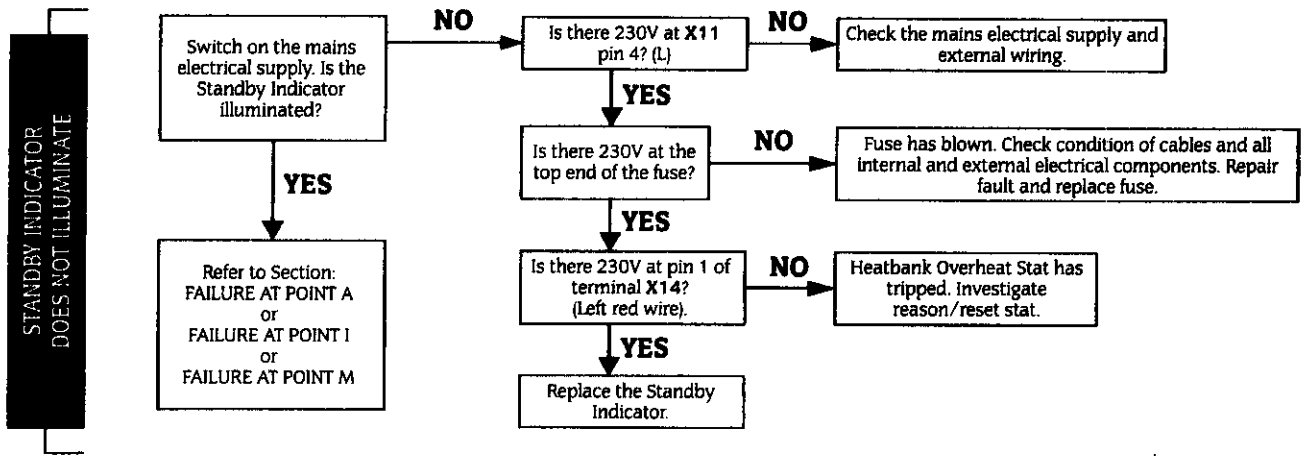 STANDBY INDICATOR
DOES NOT ILLUMINATE
Switch on the mains
electrical supply. Is the
Standby Indicator
illuminated?
NO
Is there 230V at X11
pin 4? (L)
NO
Check the mains electrical supply and
external wiring.
YES
YES
Is there 230V at the
top end of the fuse?
NO
Fuse has blown. Check condition of cables and all
internal and external electrical components. Repair
fault and replace fuse.
YES
Refer to Section:
FAILURE AT POINT A
or
FAILURE AT POINT I
or
FAILURE AT POINT M
Is there 230V at pin 1 of
terminal X14?
(Left red wire).
NO
Heatbank Overheat Stat has
tripped. Investigate
reason/reset stat.
YES
Replace the Standby
Indicator.